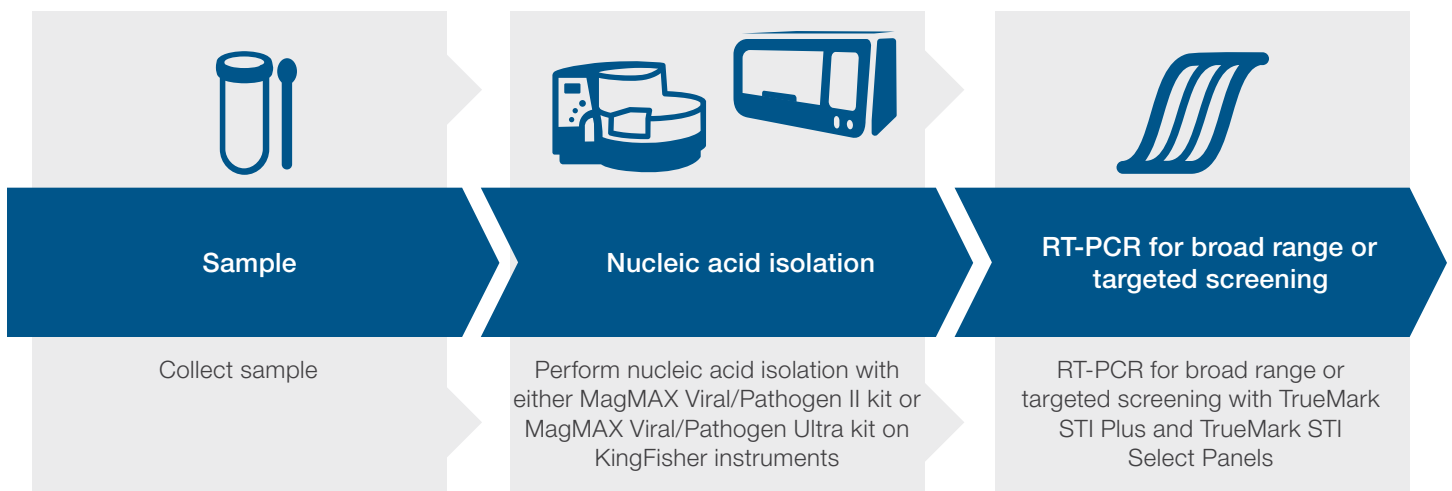 Sample
Nucleic acid isolation
RT-PCR for broad range or
targeted screening
Collect sample
Perform nucleic acid isolation with
either MagMAX Viral/Pathogen II kit or
MagMAX Viral/Pathogen Ultra kit on
KingFisher instruments
RT-PCR for broad range or
targeted screening with TrueMark
STI Plus and TrueMark STI
Select Panels